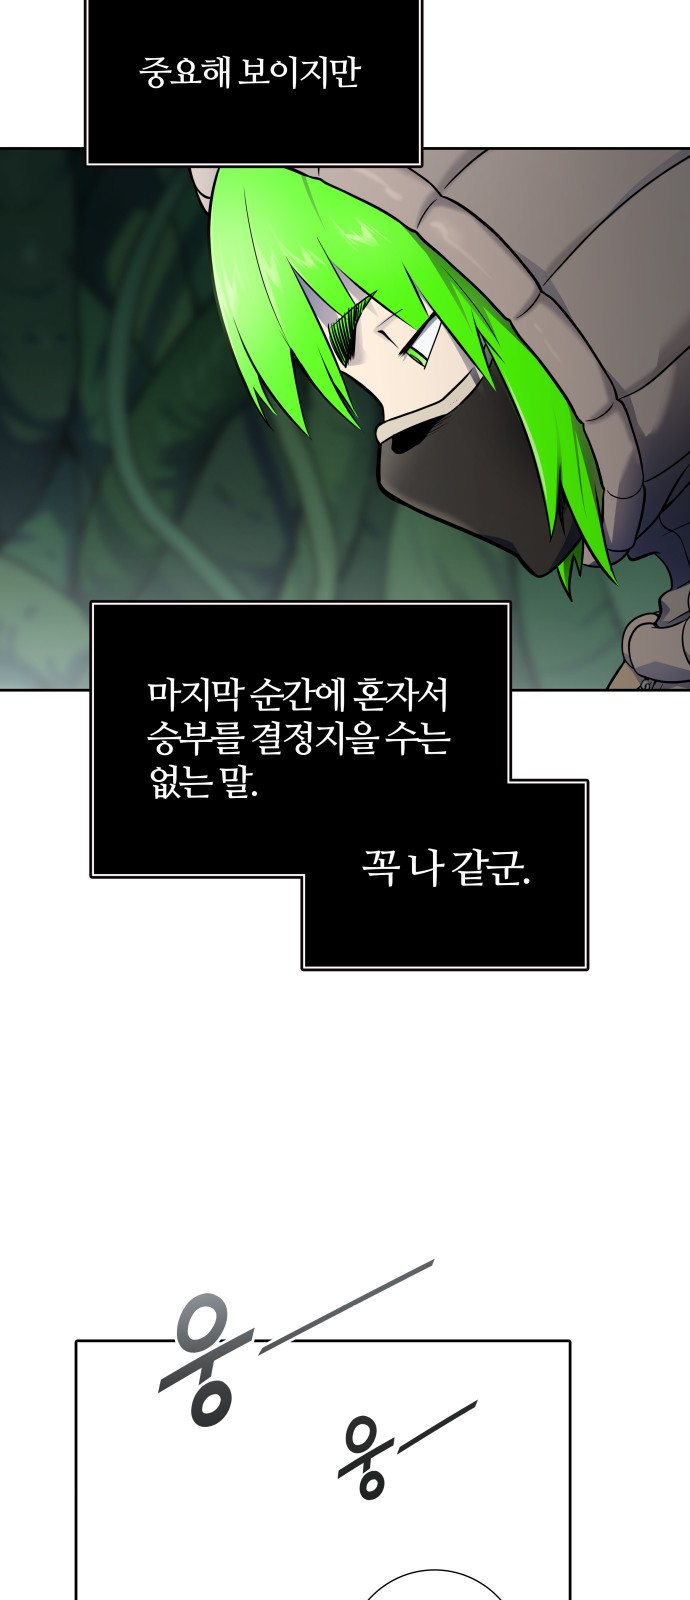 중요해 보이지만
마지막 순간에 혼자서
승부를 결정지을 수는
없는 말.
꼭 나 같군.
웅―
웅―